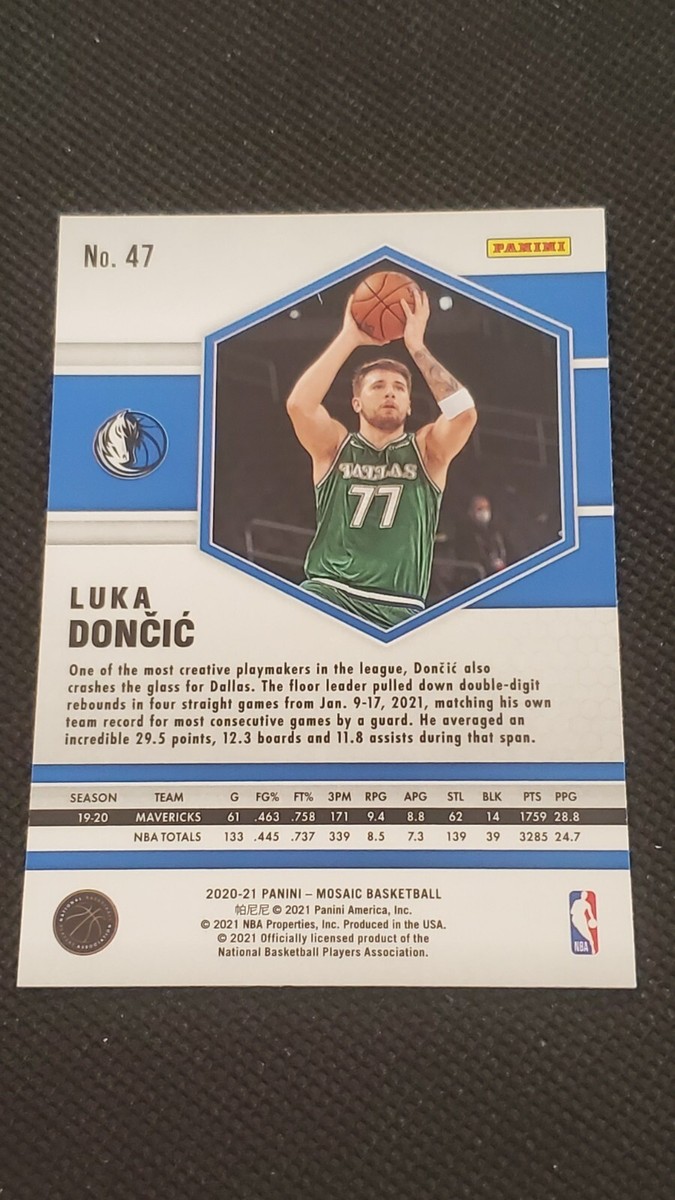 No. 47
PANINI
DALLAS
77
LUKA
DONČIĆ
One of the most creative playmakers in the league, Dončić also
crashes the glass for Dallas. The floor leader pulled down double-digit
rebounds in four straight games from Jan. 9-17, 2021, matching his own
team record for most consecutive games by a guard. He averaged an
incredible 29.5 points, 12.3 boards and 11.8 assists during that span.
SEASON TEAM G FG% FT% 3PM RPG APG STL BLK PTS PPG
19-20 MAVERICKS 61 .463 .758 171 9.4 8.8 62 14 1759 28.8
NBA TOTALS 133 .445 .737 339 8.5 7.3 139 39 3285 24.7
2020-21 PANINI – MOSAIC BASKETBALL
帕尼尼 © 2021 Panini America, Inc.
© 2021 NBA Properties, Inc. Produced in the USA.
© 2021 Officially licensed product of the
National Basketball Players Association.
NBA